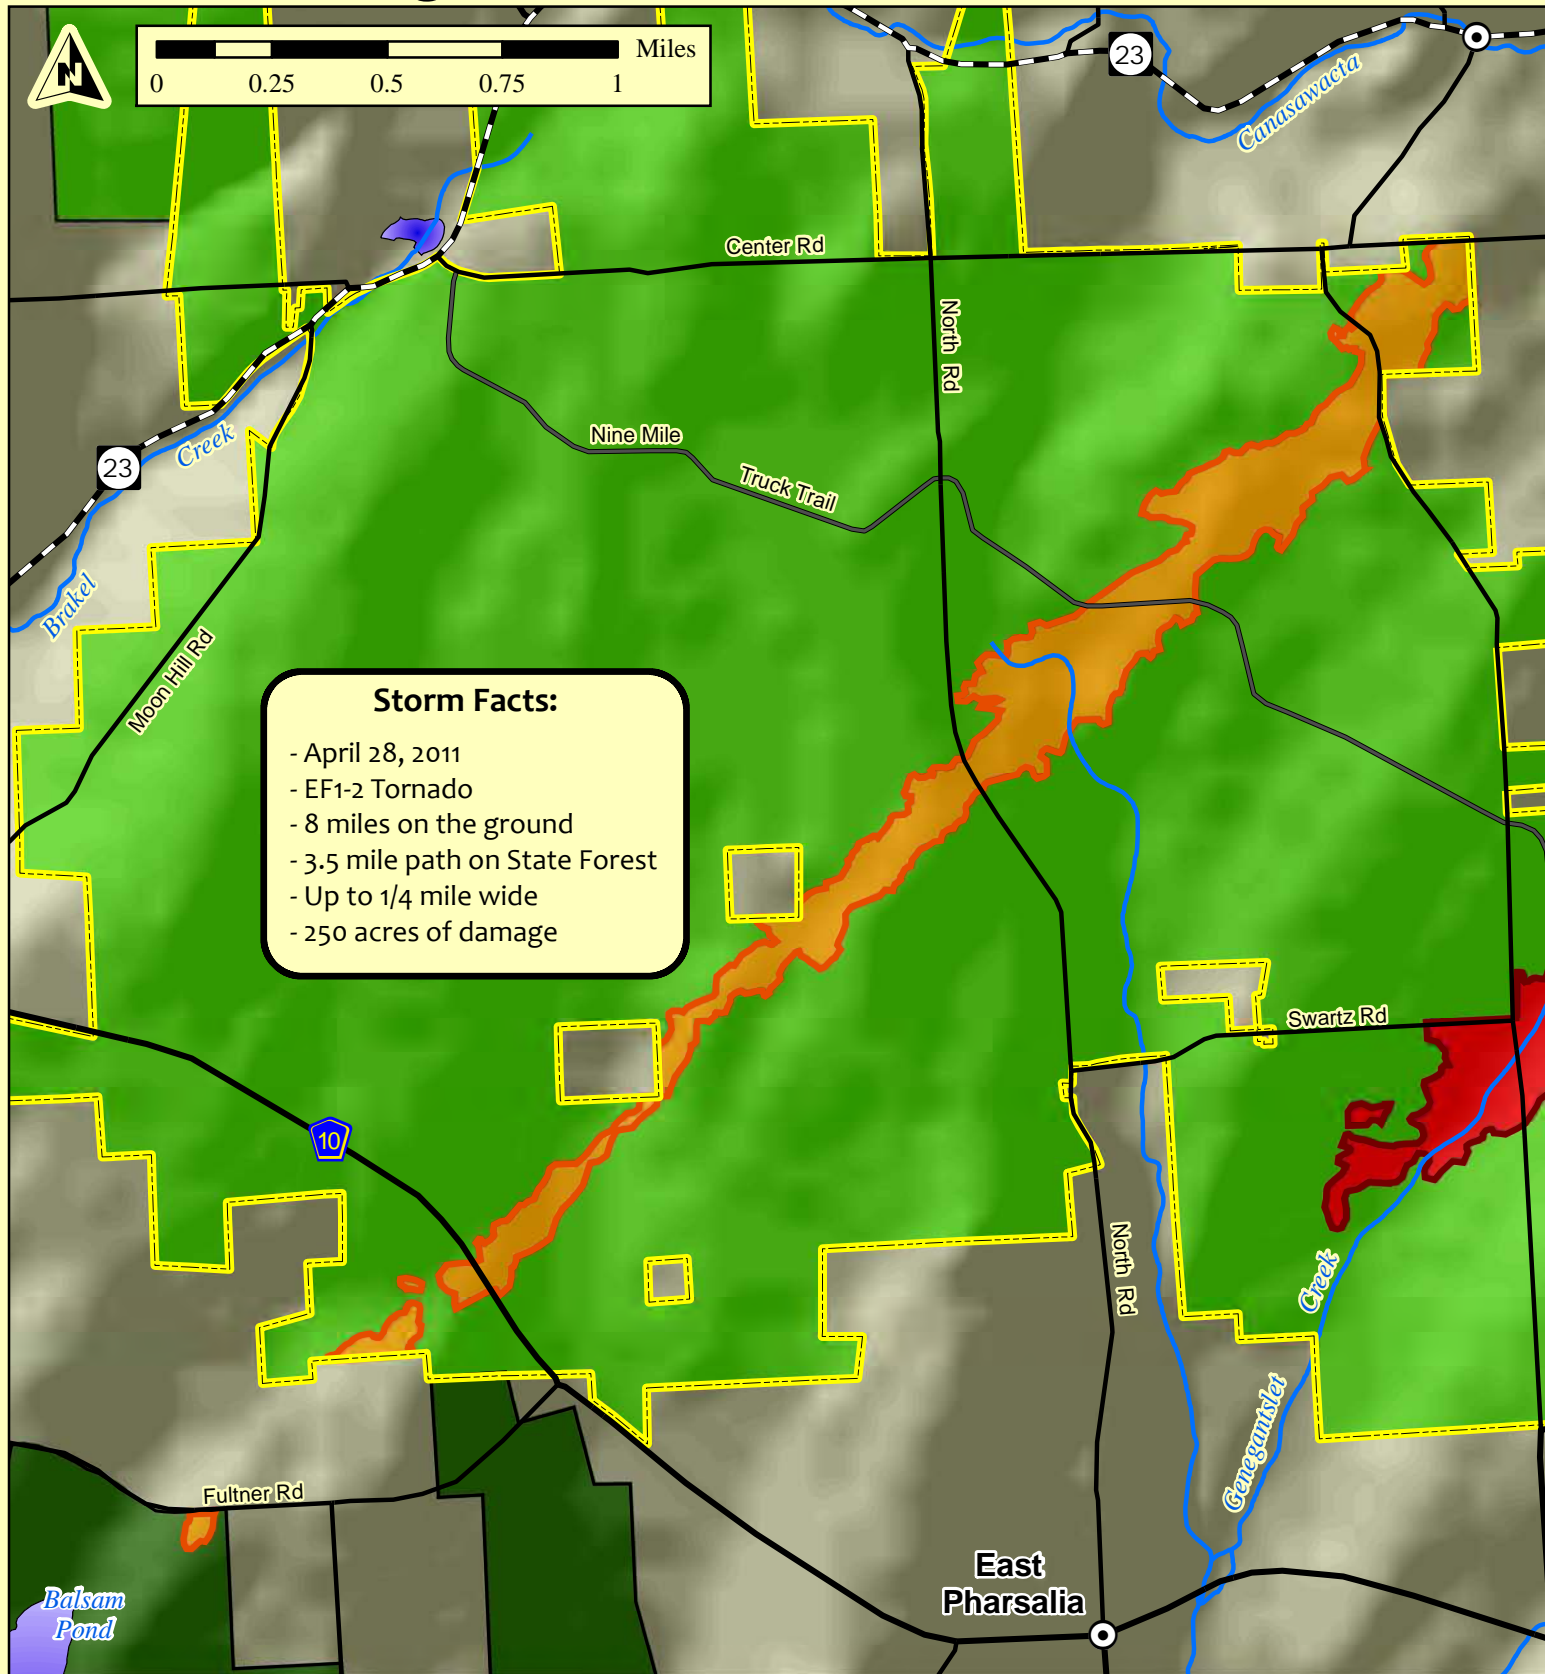 N
Miles
0 0.25 0.5 0.75 1
23
Canasawacta
Center Rd
North Rd
Nine Mile
Truck Trail
Creek
23
Brakel
Moon Hill Rd
Storm Facts:
- April 28, 2011
- EF1-2 Tornado
- 8 miles on the ground
- 3.5 mile path on State Forest
- Up to 1/4 mile wide
- 250 acres of damage
Swartz Rd
10
North Rd
Creek
Genegantslet
Fultner Rd
East
Pharsalia
Balsam
Pond